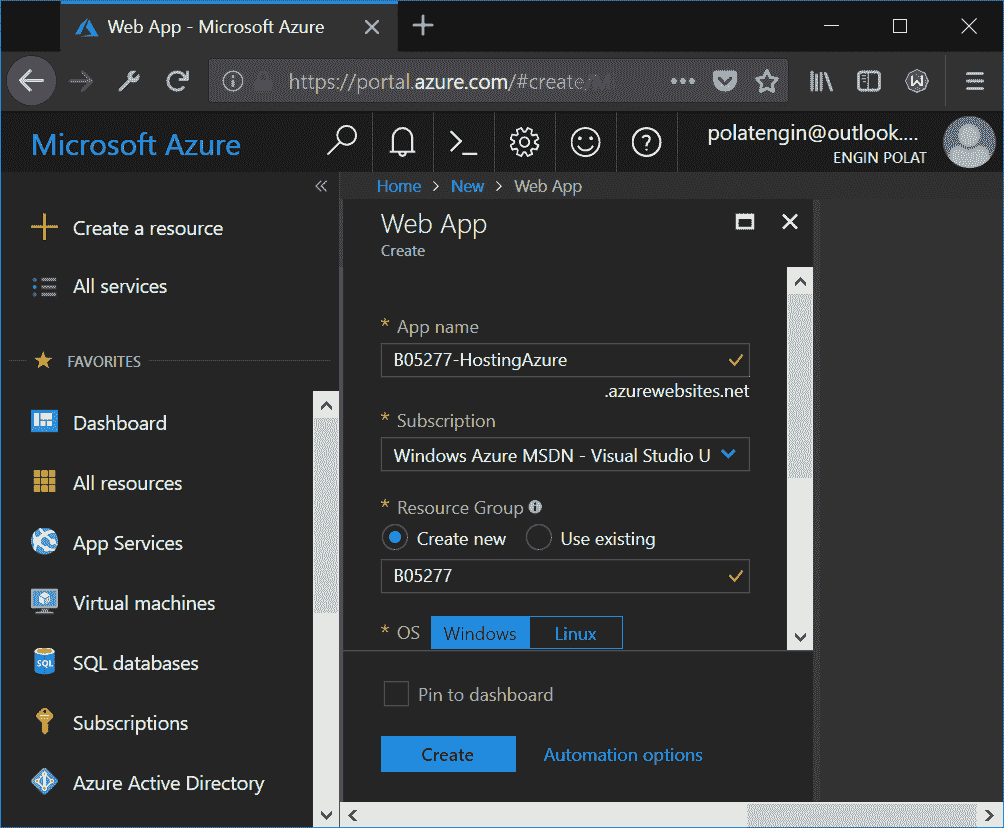 Web App - Microsoft Azure
https://portal.azure.com/#create/M
Microsoft Azure
polatengin@outlook....
ENGIN POLAT
Home > New > Web App
Create a resource
All services
FAVORITES
Dashboard
All resources
App Services
Virtual machines
SQL
SQL databases
Subscriptions
Azure Active Directory
Web App
Create
* App name
B05277-HostingAzure
.azurewebsites.net
* Subscription
Windows Azure MSDN - Visual Studio U
* Resource Group
Create new Use existing
B05277
* OS Windows Linux
Pin to dashboard
Create Automation options